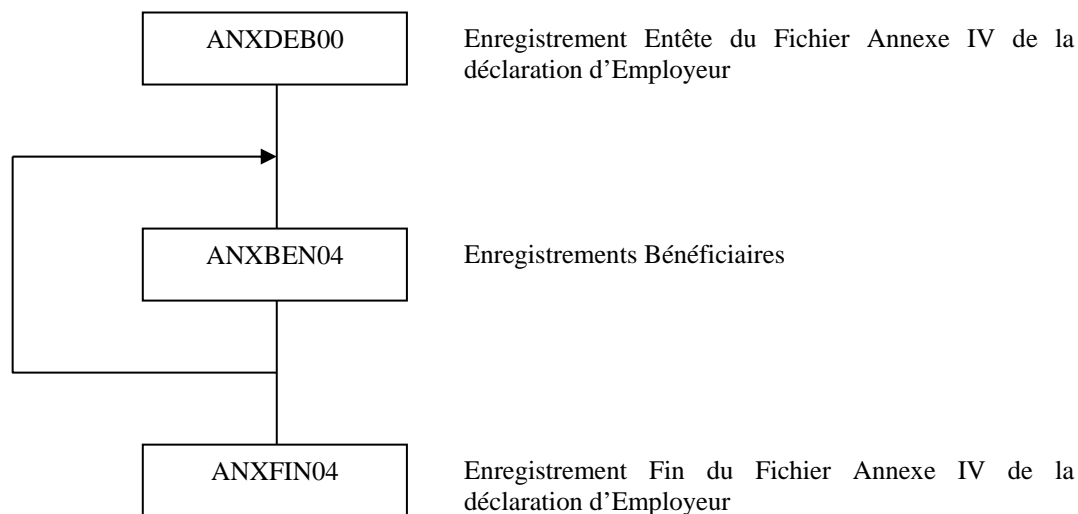 ANXDEB00
Enregistrement Entête du Fichier Annexe IV de la
déclaration d’Employeur
ANXBEN04
Enregistrements Bénéficiaires
ANXFIN04
Enregistrement Fin du Fichier Annexe IV de la
déclaration d’Employeur